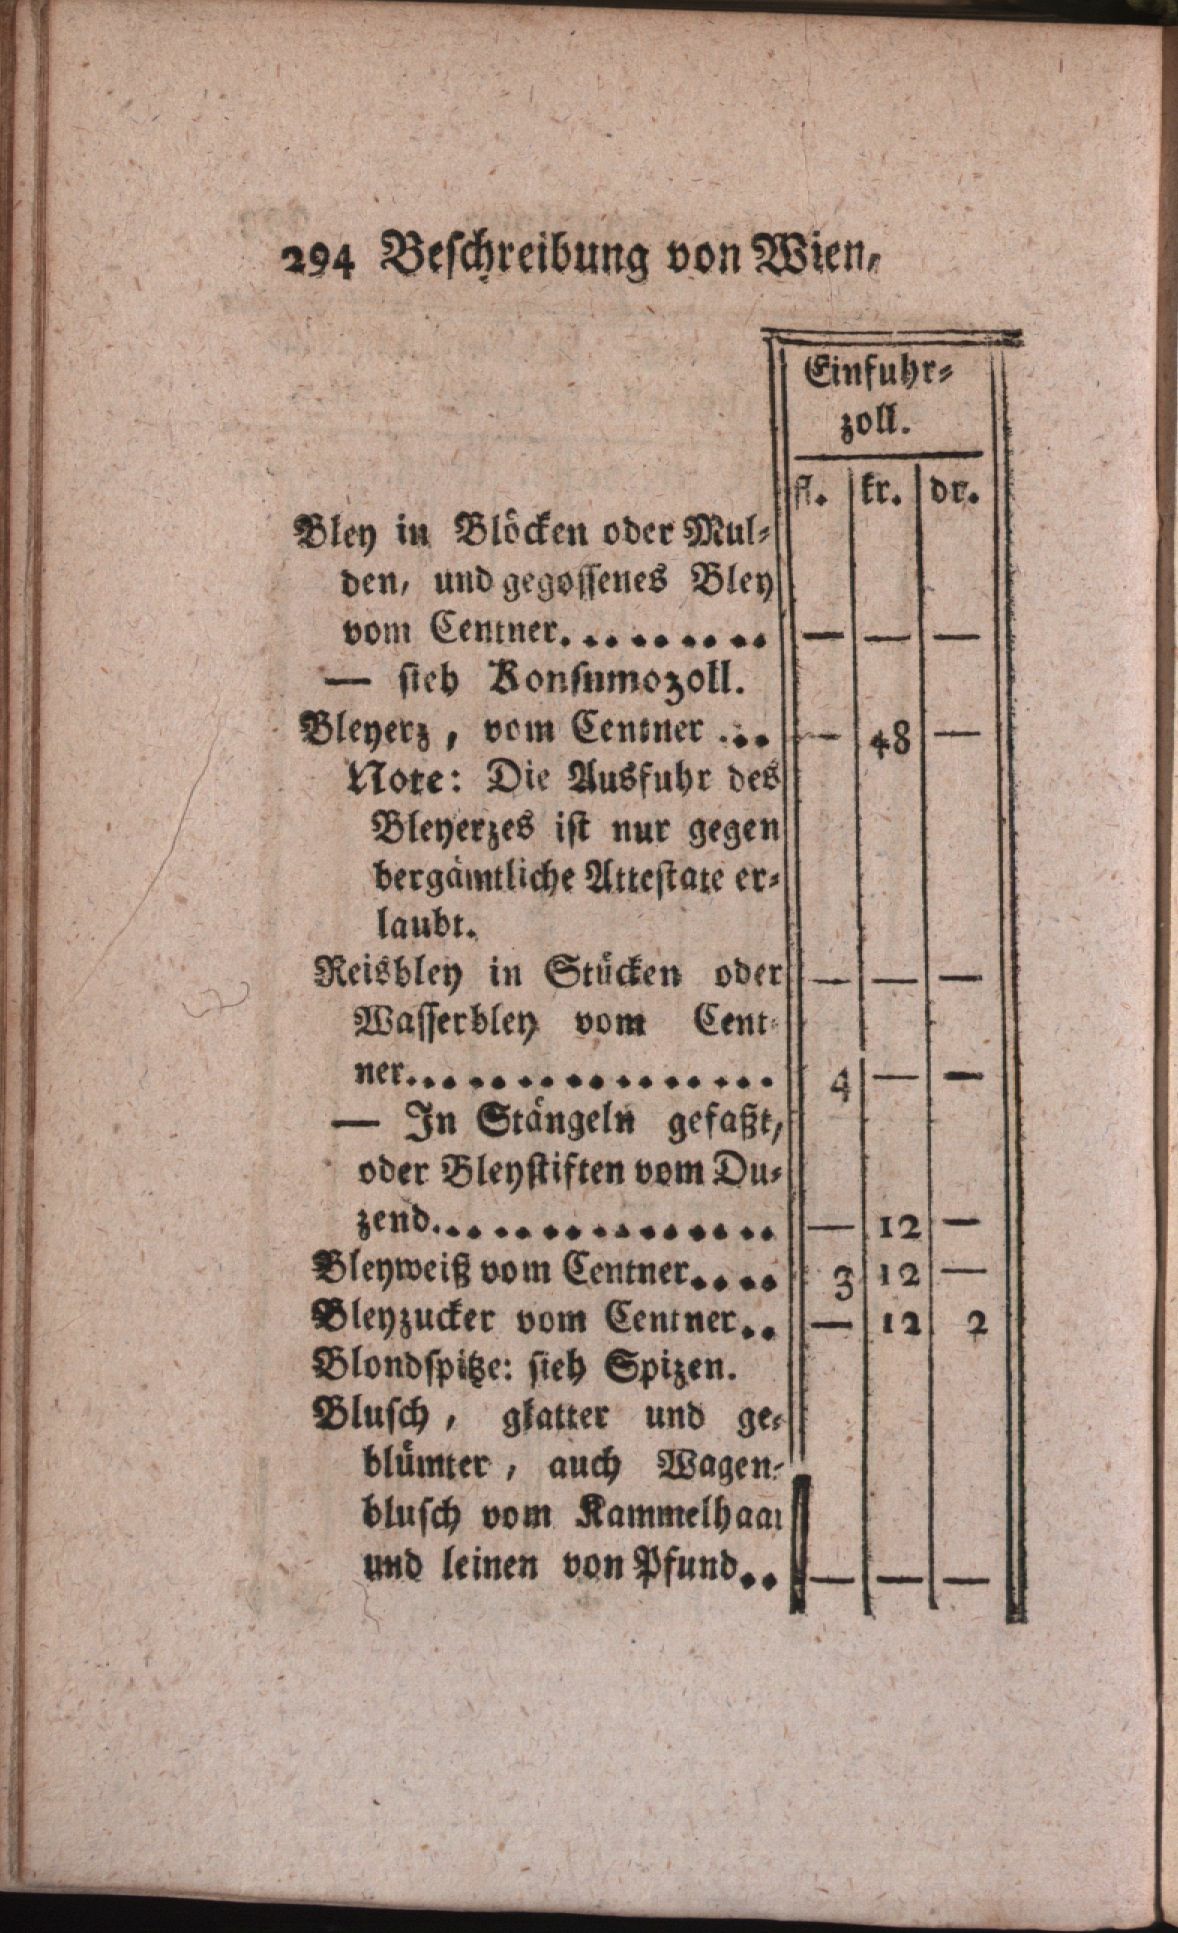 294 Beschreibung von Wien,
Einfuhr-
zoll.
fl. kr. dr.
Bley in Blöcken oder Mul-
den, und gegossenes Bley
vom Centner......... — — —
— sieh Konsumozoll.
Bleyerz, vom Centner ... — 48 —
Note: Die Ausfuhr des
Bleyerzes ist nur gegen
bergämtliche Attestate er-
laubt.
Reisbley in Stücken oder — — —
Wasserbley vom Cent-
ner................ 4 — —
— In Stängeln gefaßt,
oder Bleystiften vom Du-
zend............... — 12 —
Bleyweiß vom Centner.... 3 12 —
Bleyzucker vom Centner.. — 12 2
Blondspitze: sieh Spizen.
Blusch, glatter und ge-
blümter, auch Wagen-
blusch vom Kammelhaar
und leinen von Pfund.. — — —